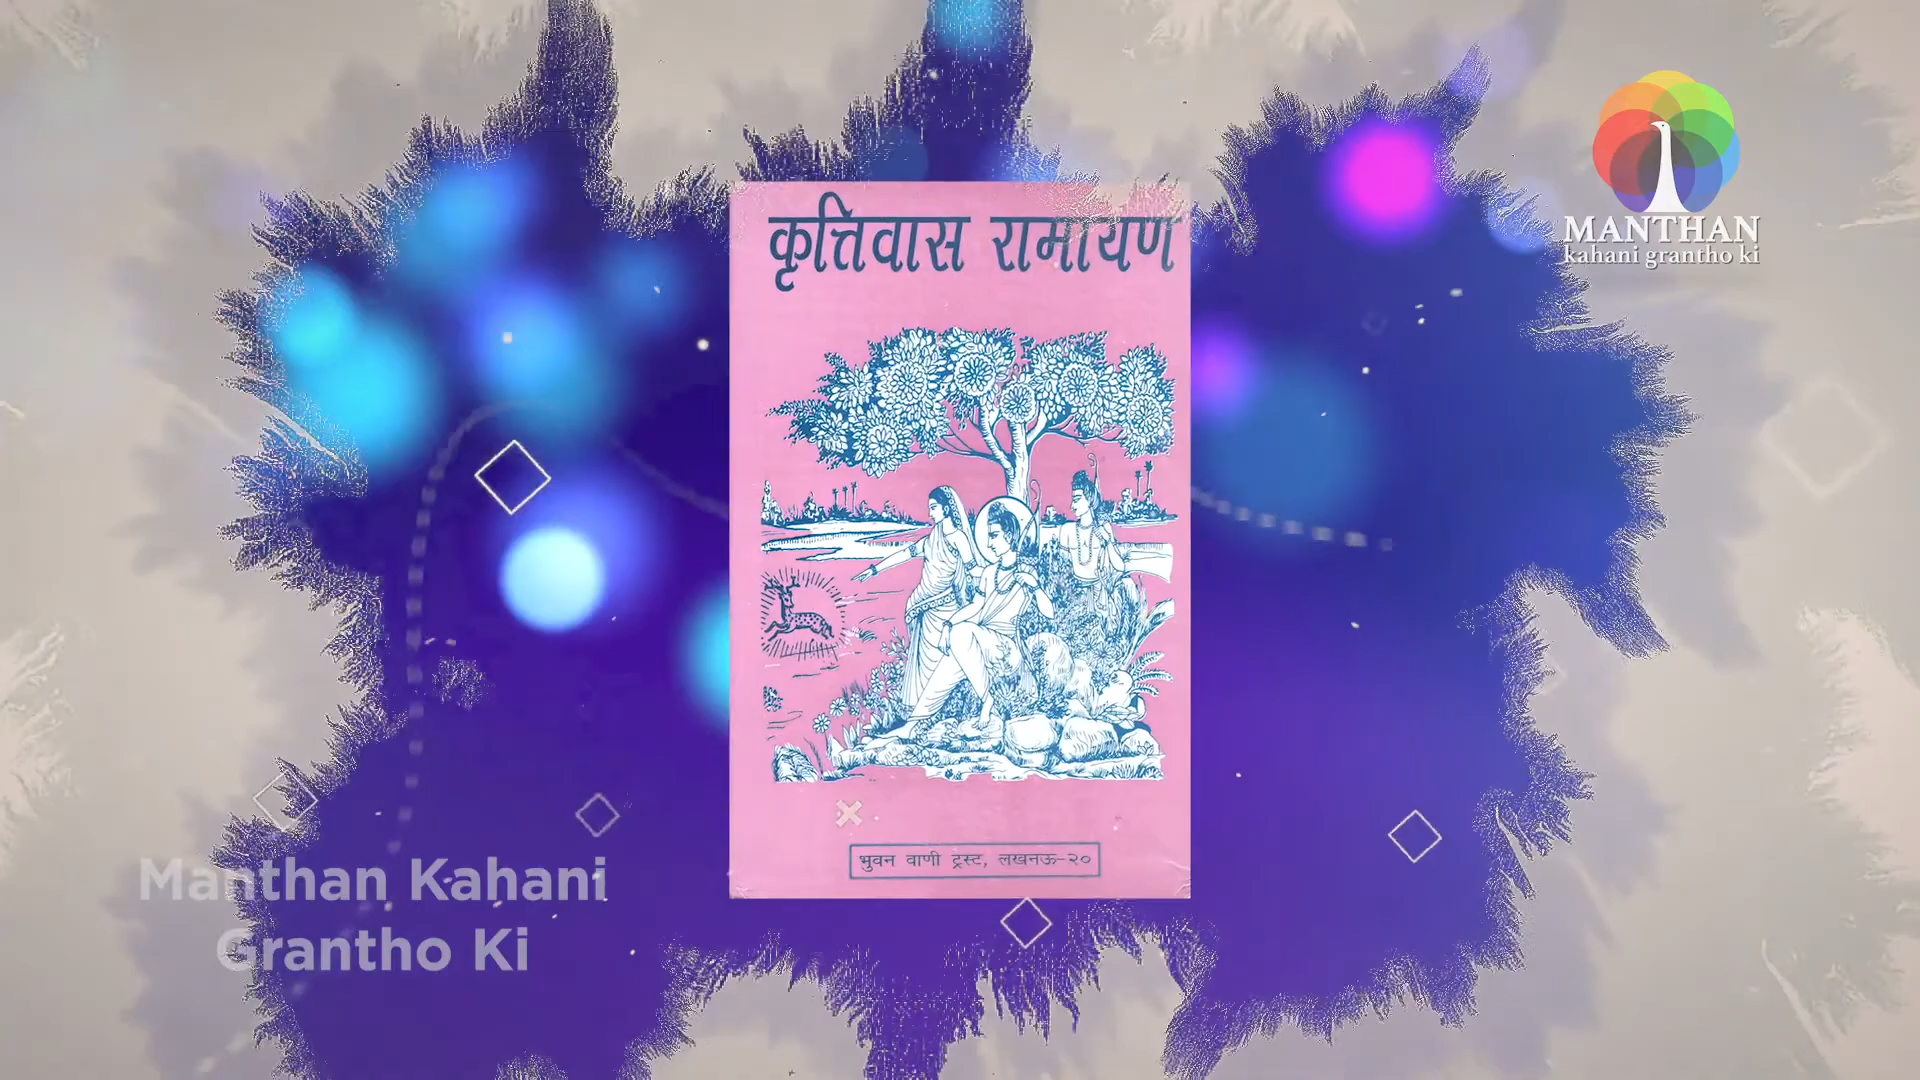 कृत्तिवास रामायण
MANTHAN
kahani grantho ki
भुवन वाणी ट्रस्ट, लखनऊ-२०
Manthan Kahani
Grantho Ki